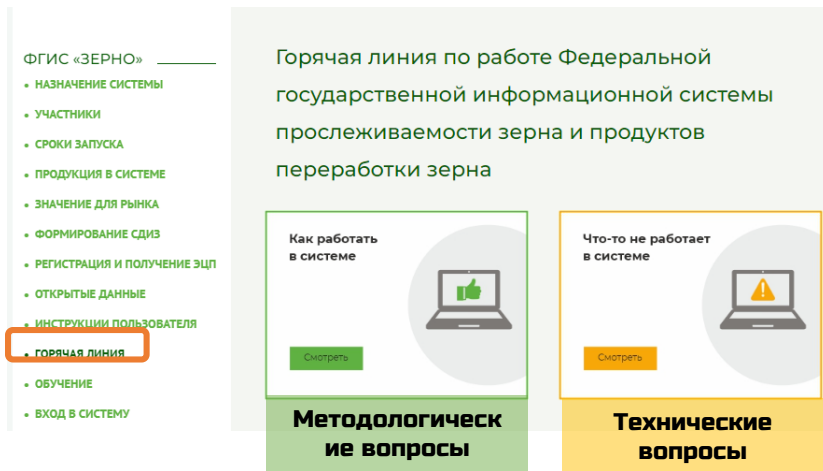 ФГИС «ЗЕРНО»
• НАЗНАЧЕНИЕ СИСТЕМЫ
• УЧАСТНИКИ
• СРОКИ ЗАПУСКА
• ПРОДУКЦИЯ В СИСТЕМЕ
• ЗНАЧЕНИЕ ДЛЯ РЫНКА
• ФОРМИРОВАНИЕ СДИЗ
• РЕГИСТРАЦИЯ И ПОЛУЧЕНИЕ ЭЦП
• ОТКРЫТЫЕ ДАННЫЕ
• ИНСТРУКЦИИ ПОЛЬЗОВАТЕЛЯ
• ГОРЯЧАЯ ЛИНИЯ
• ОБУЧЕНИЕ
• ВХОД В СИСТЕМУ
Горячая линия по работе Федеральной
государственной информационной системы
прослеживаемости зерна и продуктов
переработки зерна
Как работать
в системе
Смотреть
Методологическ
ие вопросы
Что-то не работает
в системе
Смотреть
Технические
вопросы